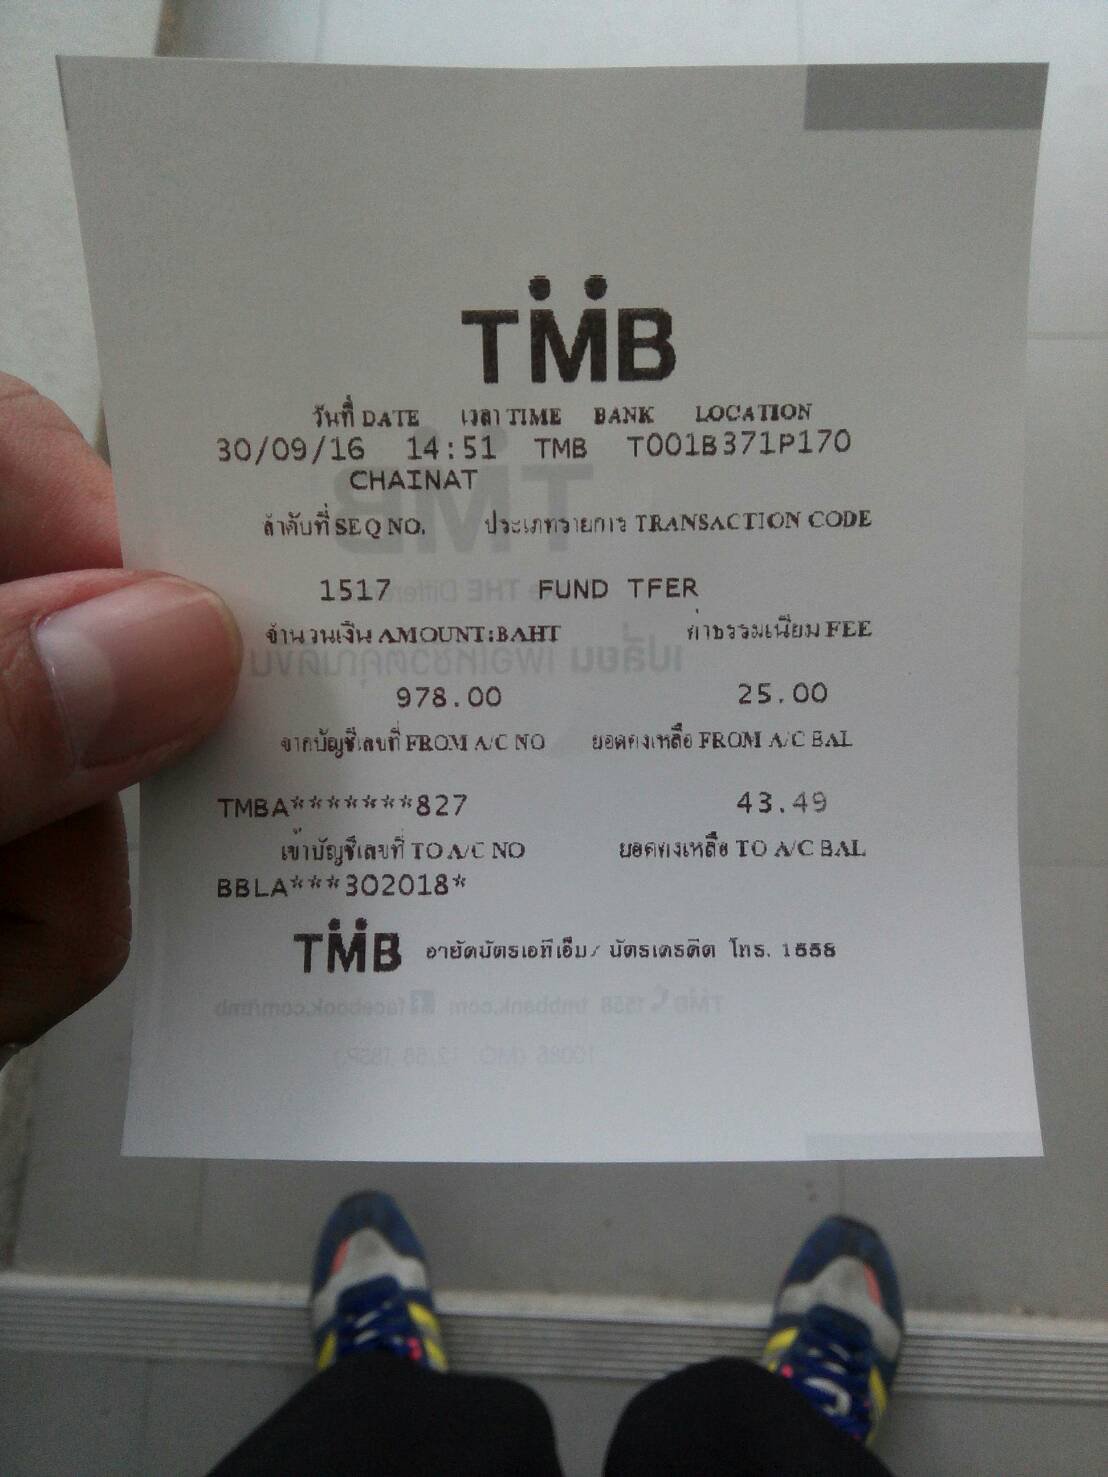 TMB
วันที่ DATE เวลา TIME BANK LOCATION
30/09/16 14:51 TMB T001B371P170
CHAINAT
ลำดับที่ SEQ NO. ประเภทรายการ TRANSACTION CODE
1517 FUND TFER
จำนวนเงิน AMOUNT:BAHT ค่าธรรมเนียม FEE
978.00 25.00
จากบัญชีเลขที่ FROM A/C NO ยอดคงเหลือ FROM A/C BAL
TMBA*******827 43.49
เข้าบัญชีเลขที่ TO A/C NO ยอดคงเหลือ TO A/C BAL
BBLA***302018*
TMB อายัดบัตรเอทีเอ็ม/ บัตรเครดิต โทร. 1558